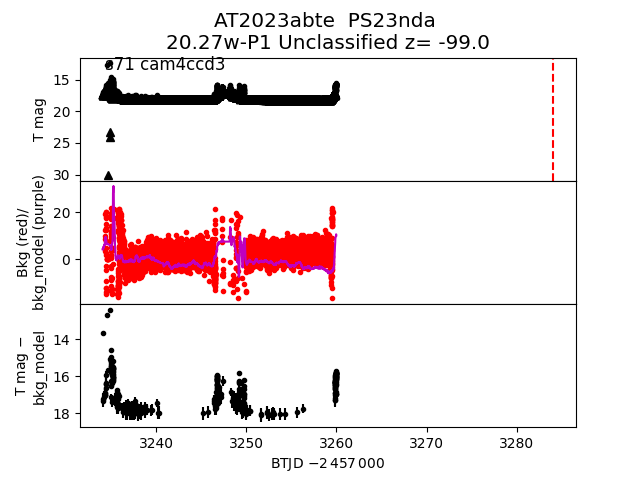 AT2023abte  PS23nda
20.27w-P1 Unclassified z= -99.0
s71 cam4ccd3
15
20
25
30
T mag
20
0
Bkg (red)/
bkg_model (purple)
14
16
18
T mag −
bkg_model
3240 3250 3260 3270 3280
BTJD −2 457 000